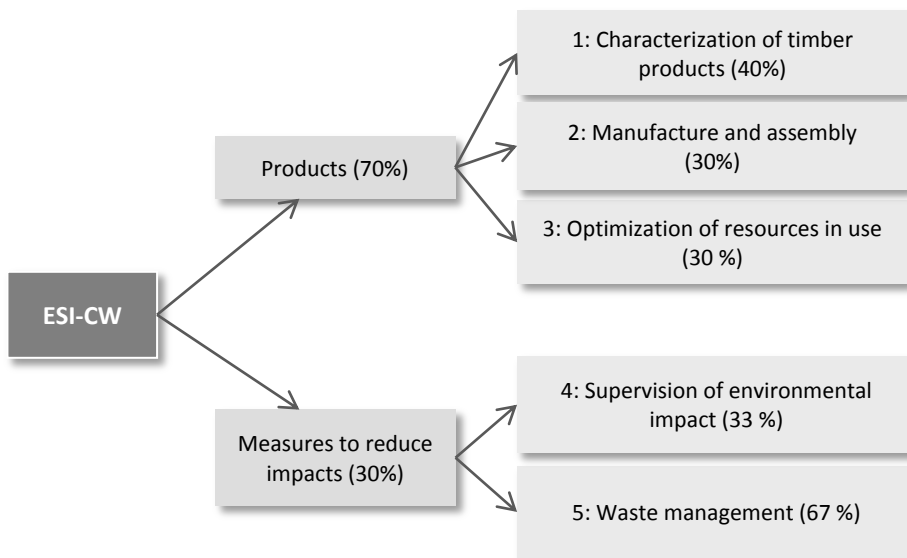 1: Characterization of timber
products (40%)
2: Manufacture and assembly
(30%)
Products (70%)
3: Optimization of resources in use
(30 %)
ESI-CW
4: Supervision of environmental
impact (33 %)
Measures to reduce
impacts (30%)
5: Waste management (67 %)